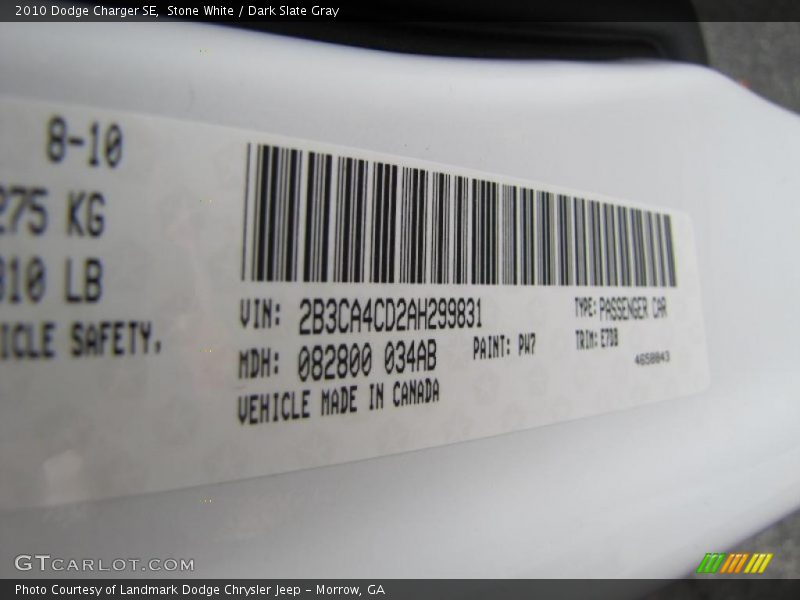 2010 Dodge Charger SE,  Stone White / Dark Slate Gray
8-10
275 KG
310 LB
ICLE SAFETY.
VIN: 2B3CA4CD2AH299831
TYPE: PASSENGER CAR
MDH: 082800 034AB
PAINT: PW7
TRIM: E7DB
VEHICLE MADE IN CANADA
4658043
GTCARLOT.COM
Photo Courtesy of Landmark Dodge Chrysler Jeep – Morrow, GA